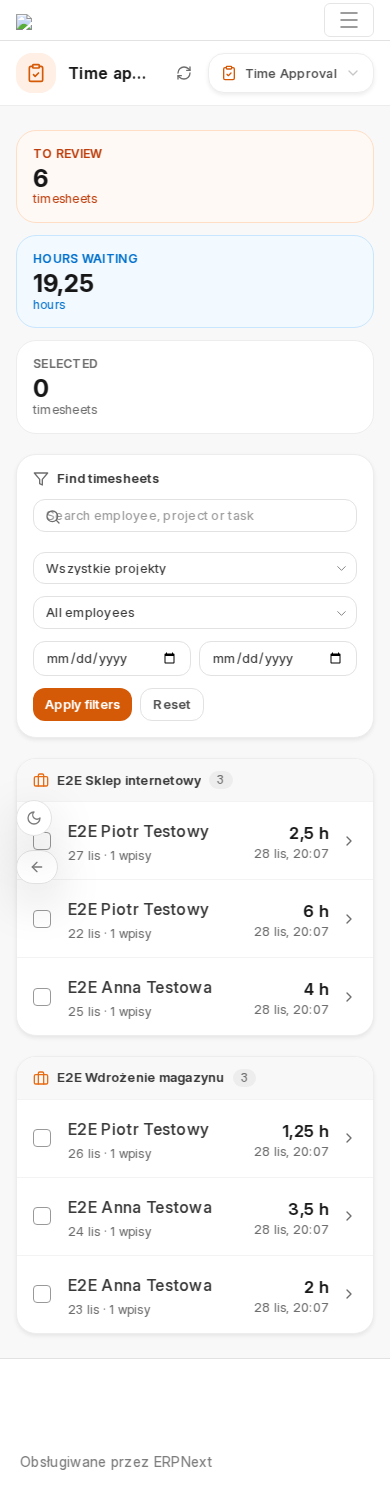 Time ap...
Time Approval
TO REVIEW
6
timesheets
HOURS WAITING
19,25
hours
SELECTED
0
timesheets
Find timesheets
Search employee, project or task
Wszystkie projekty
All employees
mm/dd/yyyy mm/dd/yyyy
Apply filters Reset
E2E Sklep internetowy 3
E2E Piotr Testowy 2,5 h
27 lis · 1 wpisy 28 lis, 20:07
E2E Piotr Testowy 6 h
22 lis · 1 wpisy 28 lis, 20:07
E2E Anna Testowa 4 h
25 lis · 1 wpisy 28 lis, 20:07
E2E Wdrożenie magazynu 3
E2E Piotr Testowy 1,25 h
26 lis · 1 wpisy 28 lis, 20:07
E2E Anna Testowa 3,5 h
24 lis · 1 wpisy 28 lis, 20:07
E2E Anna Testowa 2 h
23 lis · 1 wpisy 28 lis, 20:07
Obsługiwane przez ERPNext